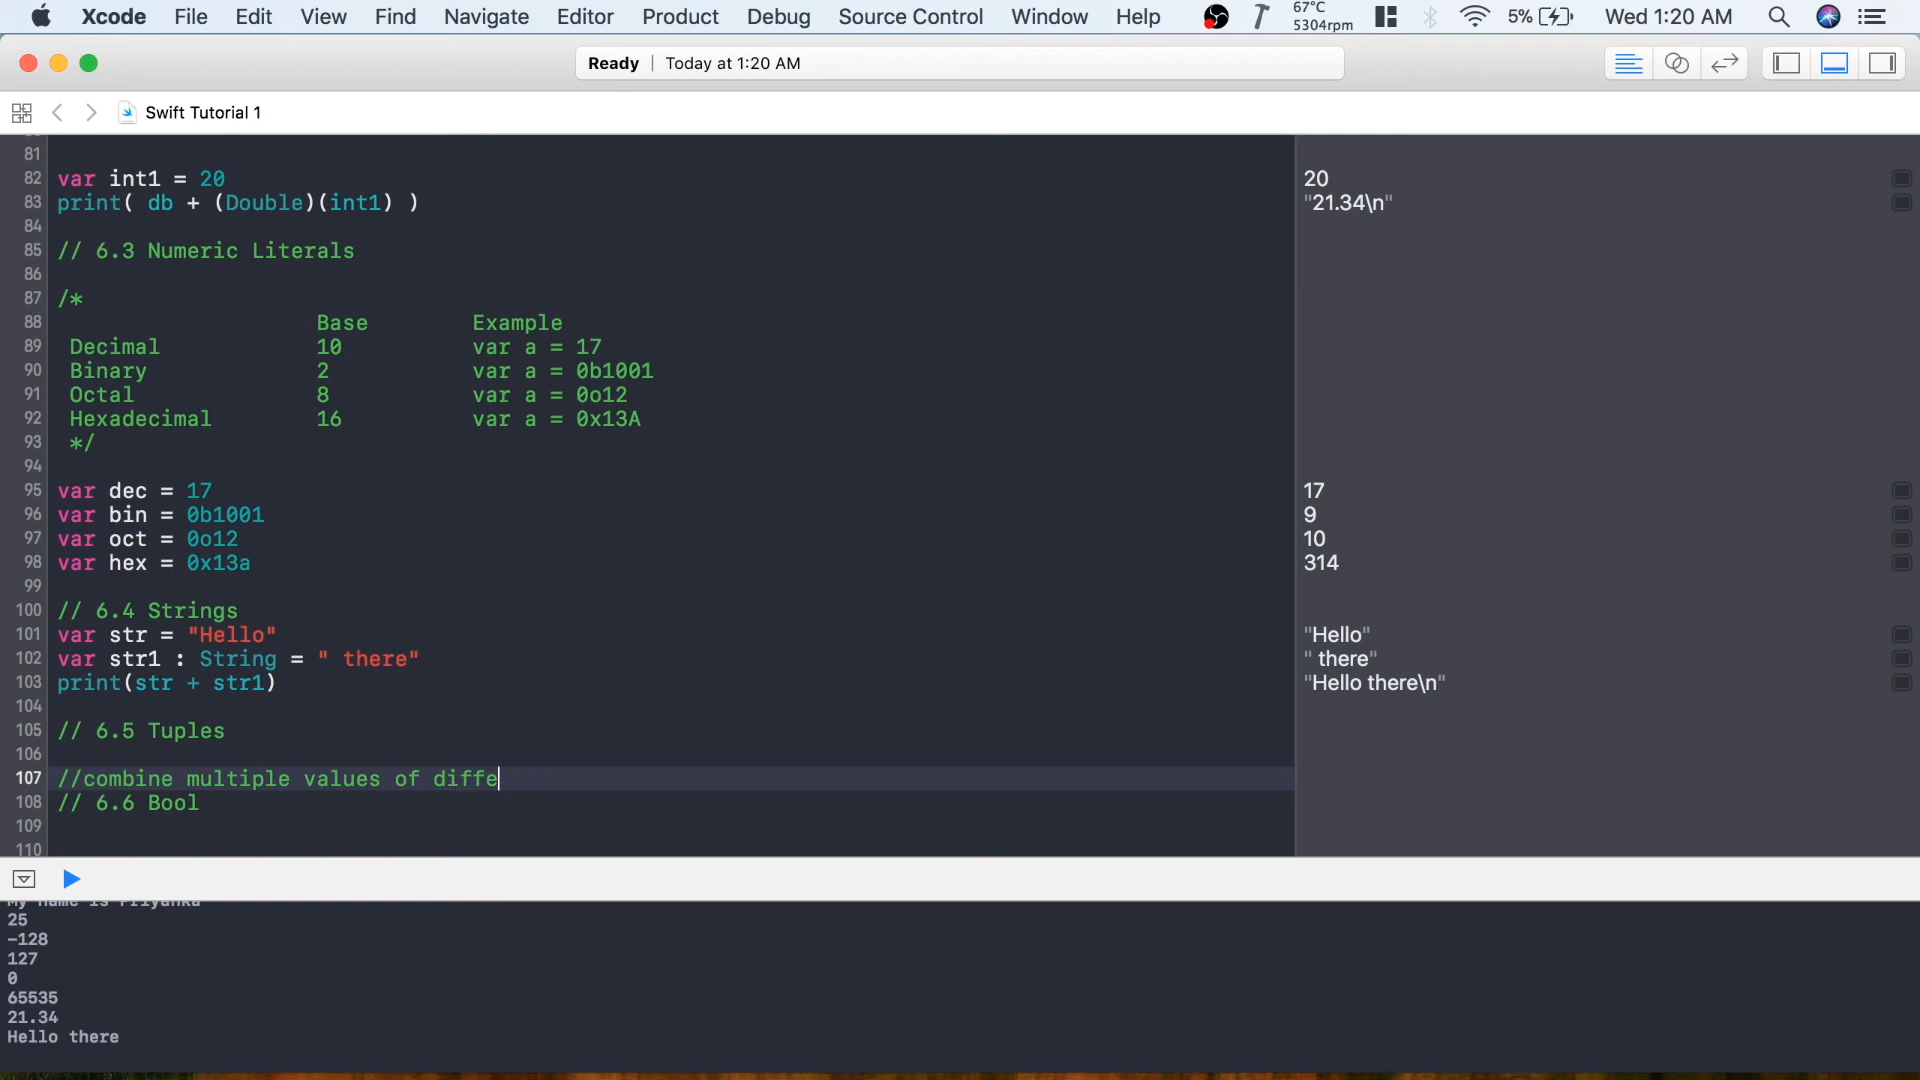 Xcode File Edit View Find Navigate Editor Product Debug Source Control Window Help 67°C 5304rpm 5% Wed 1:20 AM
Ready | Today at 1:20 AM
Swift Tutorial 1
81
82 var int1 = 20 20
83 print( db + (Double)(int1) ) "21.34\n"
84
85 // 6.3 Numeric Literals
86
87 /*
88 Base Example
89 Decimal 10 var a = 17
90 Binary 2 var a = 0b1001
91 Octal 8 var a = 0o12
92 Hexadecimal 16 var a = 0x13A
93 */
94
95 var dec = 17 17
96 var bin = 0b1001 9
97 var oct = 0o12 10
98 var hex = 0x13a 314
99
100 // 6.4 Strings
101 var str = "Hello" "Hello"
102 var str1 : String = " there" " there"
103 print(str + str1) "Hello there\n"
104
105 // 6.5 Tuples
106
107 //combine multiple values of diffe
108 // 6.6 Bool
109
110
My name is Priyanka
25
-128
127
0
65535
21.34
Hello there